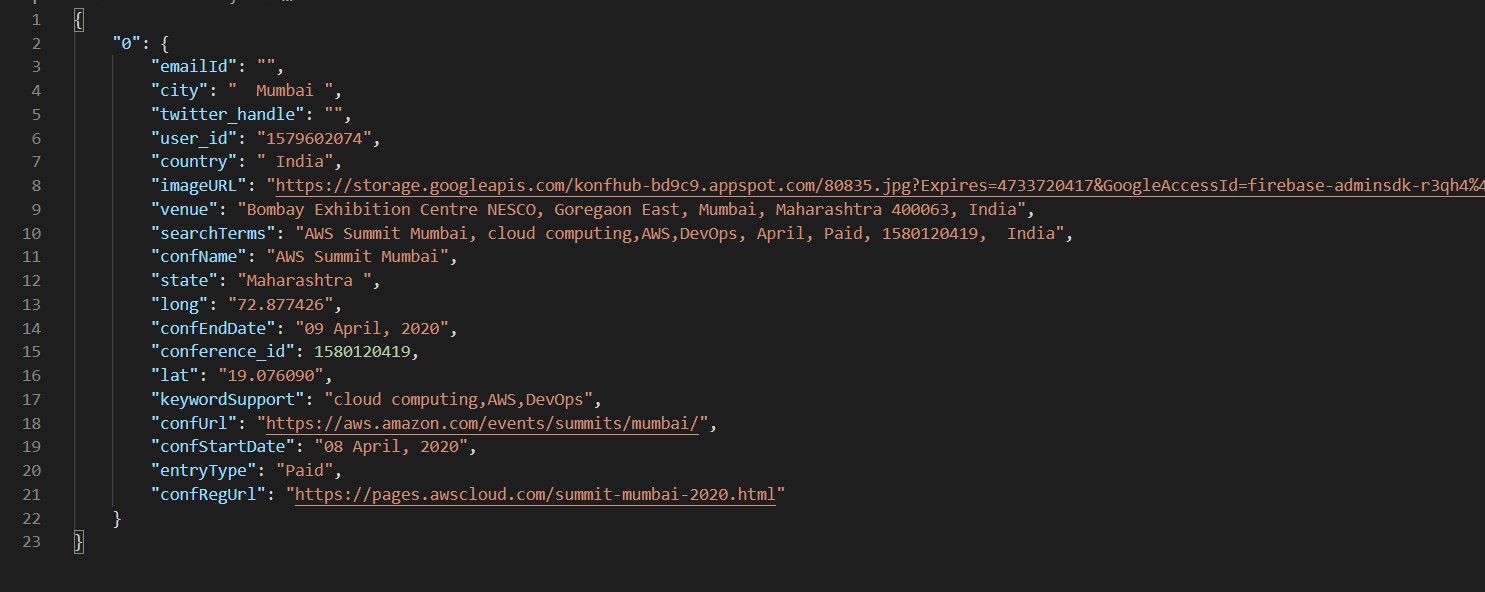 1 {
2 "0": {
3 "emailId": "",
4 "city": "  Mumbai ",
5 "twitter_handle": "",
6 "user_id": "1579602074",
7 "country": " India",
8 "imageURL": "https://storage.googleapis.com/konfhub-bd9c9.appspot.com/80835.jpg?Expires=4733720417&GoogleAccessId=firebase-adminsdk-r3qh4%4
9 "venue": "Bombay Exhibition Centre NESCO, Goregaon East, Mumbai, Maharashtra 400063, India",
10 "searchTerms": "AWS Summit Mumbai, cloud computing,AWS,DevOps, April, Paid, 1580120419,  India",
11 "confName": "AWS Summit Mumbai",
12 "state": "Maharashtra ",
13 "long": "72.877426",
14 "confEndDate": "09 April, 2020",
15 "conference_id": 1580120419,
16 "lat": "19.076090",
17 "keywordSupport": "cloud computing,AWS,DevOps",
18 "confUrl": "https://aws.amazon.com/events/summits/mumbai/",
19 "confStartDate": "08 April, 2020",
20 "entryType": "Paid",
21 "confRegUrl": "https://pages.awscloud.com/summit-mumbai-2020.html"
22 }
23 }